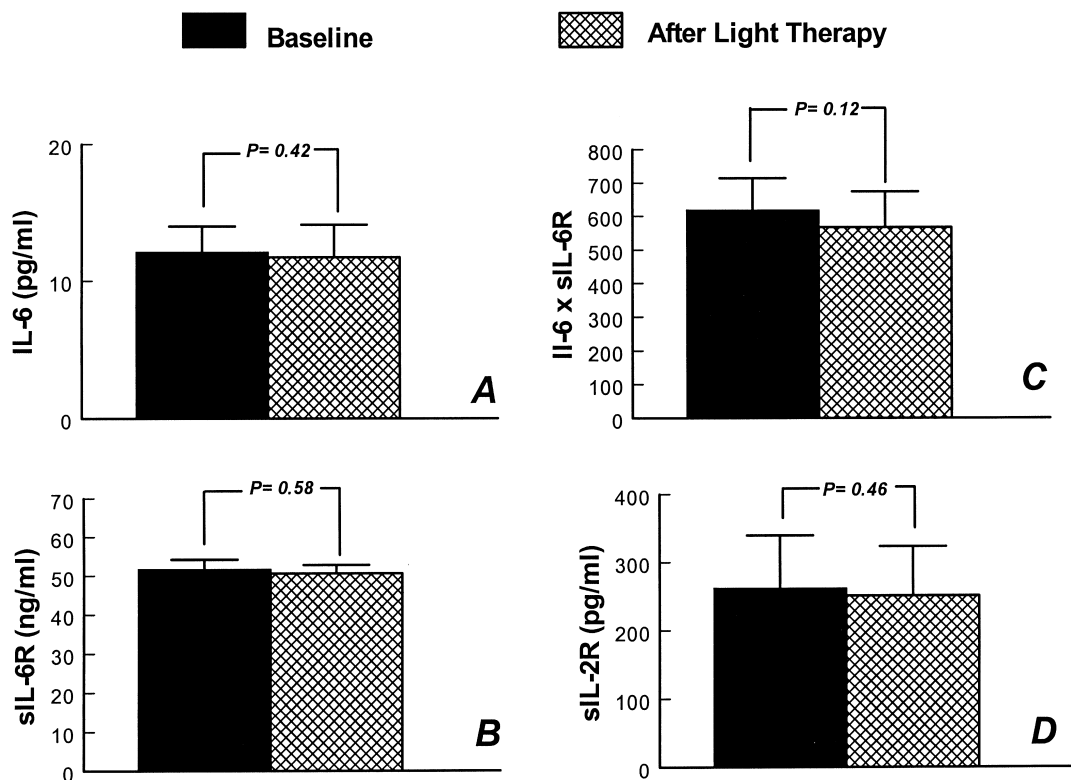 Baseline
After Light Therapy
P= 0.42
20
10
0
IL-6 (pg/ml)
A
P= 0.12
800
700
600
500
400
300
200
100
0
Il-6 x sIL-6R
C
P= 0.58
70
60
50
40
30
20
10
0
sIL-6R (ng/ml)
B
P= 0.46
400
300
200
100
0
sIL-2R (pg/ml)
D